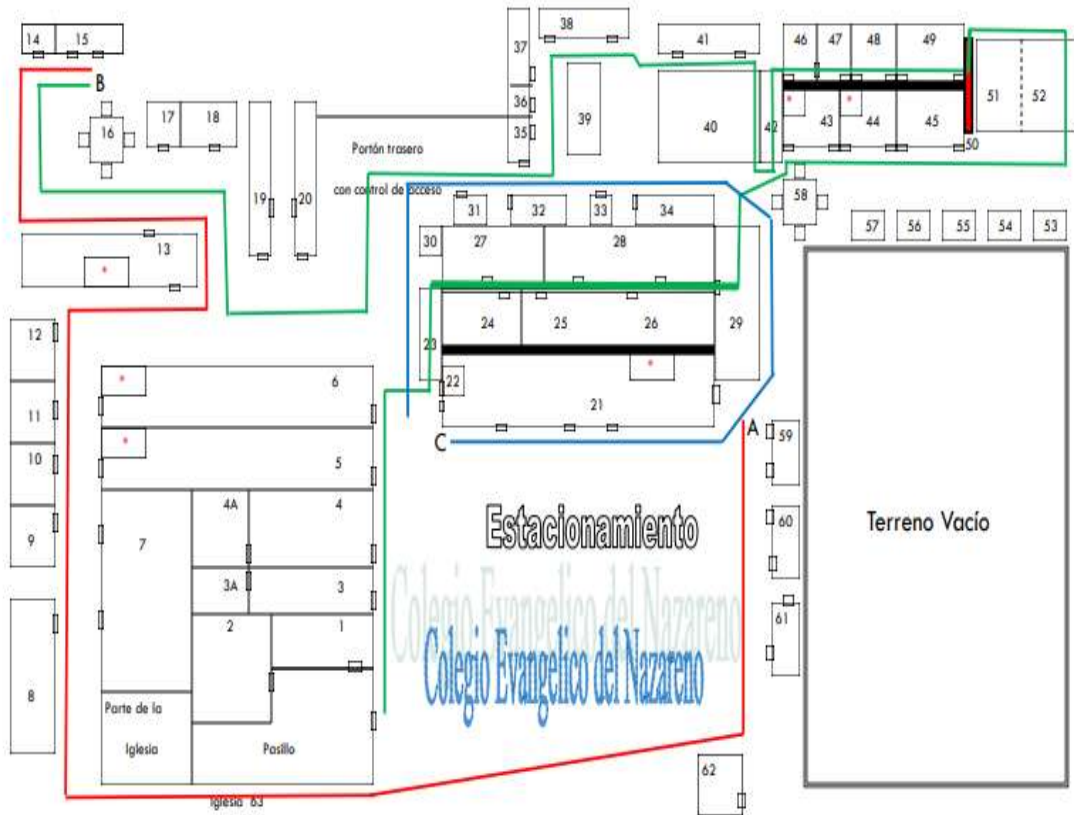 38
14 15
37
41
46 47 48 49
B
36
51 52
16
17 18
39
40
42
43 44 45
35
50
Portón trasero
19
20
con control de acceso
58
31 32 33 34
57 56 55 54 53
13
30
27
28
12
24 25 26
29
23
6
22
11
21
A
C
59
10
5
4A
4
Estacionamiento
60
Terreno Vacío
9
7
3A
3
Colegio Evangelico del Nazareno
2
1
61
Colegio Evangelico del Nazareno
8
Parte de la
Iglesia
Pasillo
62
Iglesia 63